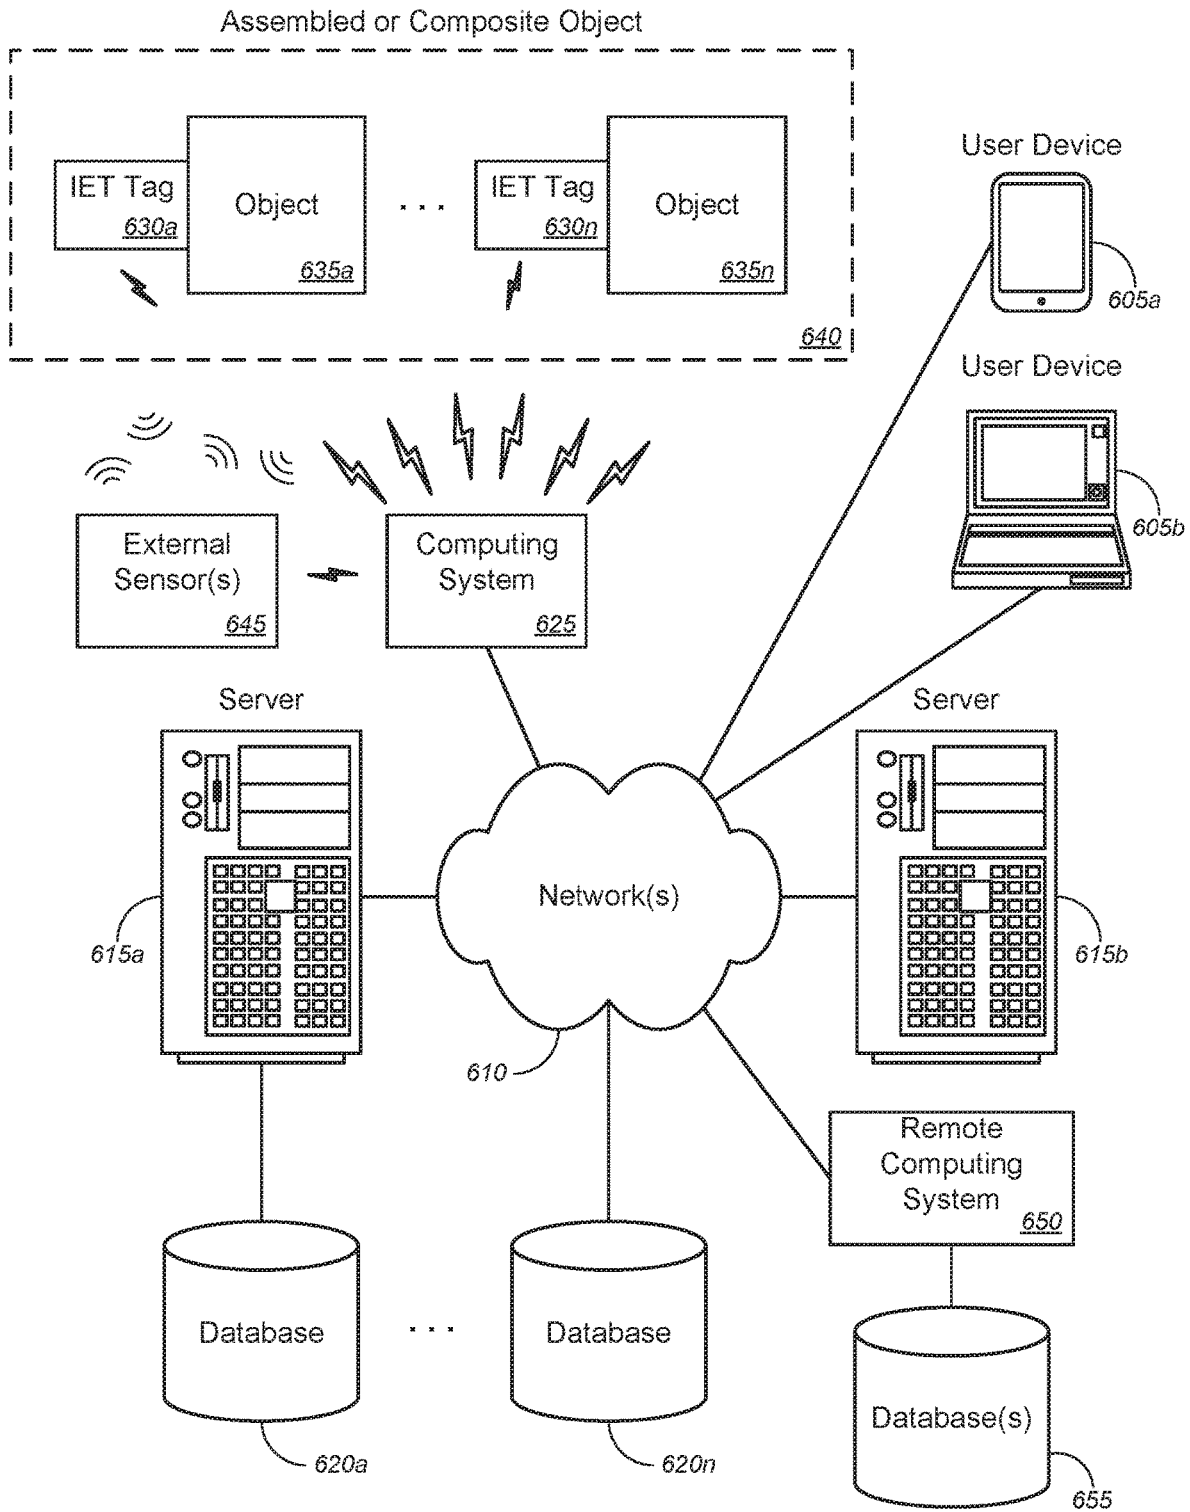 Assembled or Composite Object
IET Tag
630a
Object
635a
. . .
IET Tag
630n
Object
635n
640
User Device
605a
User Device
605b
External
Sensor(s)
645
Computing
System
625
Server
615a
Network(s)
610
Server
615b
Remote
Computing
System
650
Database
620a
. . .
Database
620n
Database(s)
655